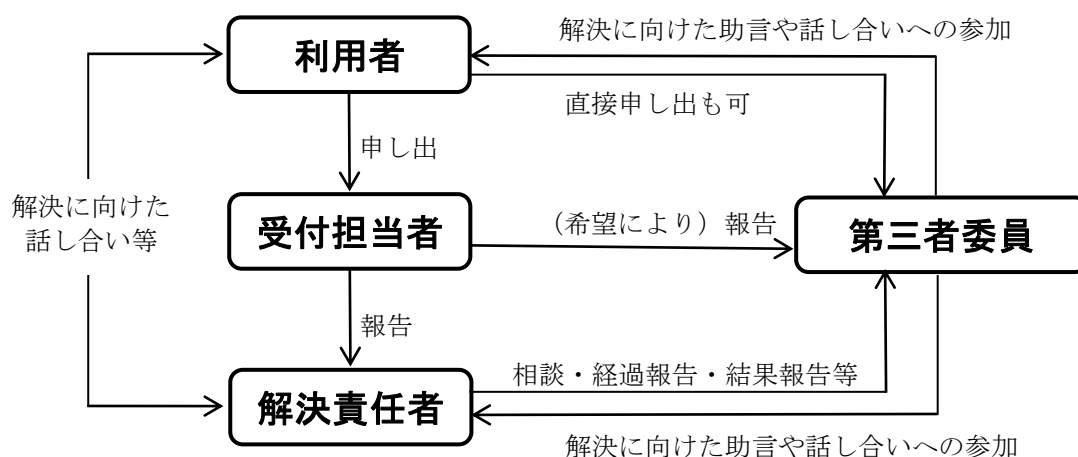 解決に向けた助言や話し合いへの参加
利用者
直接申し出も可
申し出
解決に向けた
話し合い等
受付担当者
（希望により）報告
第三者委員
報告
相談・経過報告・結果報告等
解決責任者
解決に向けた助言や話し合いへの参加